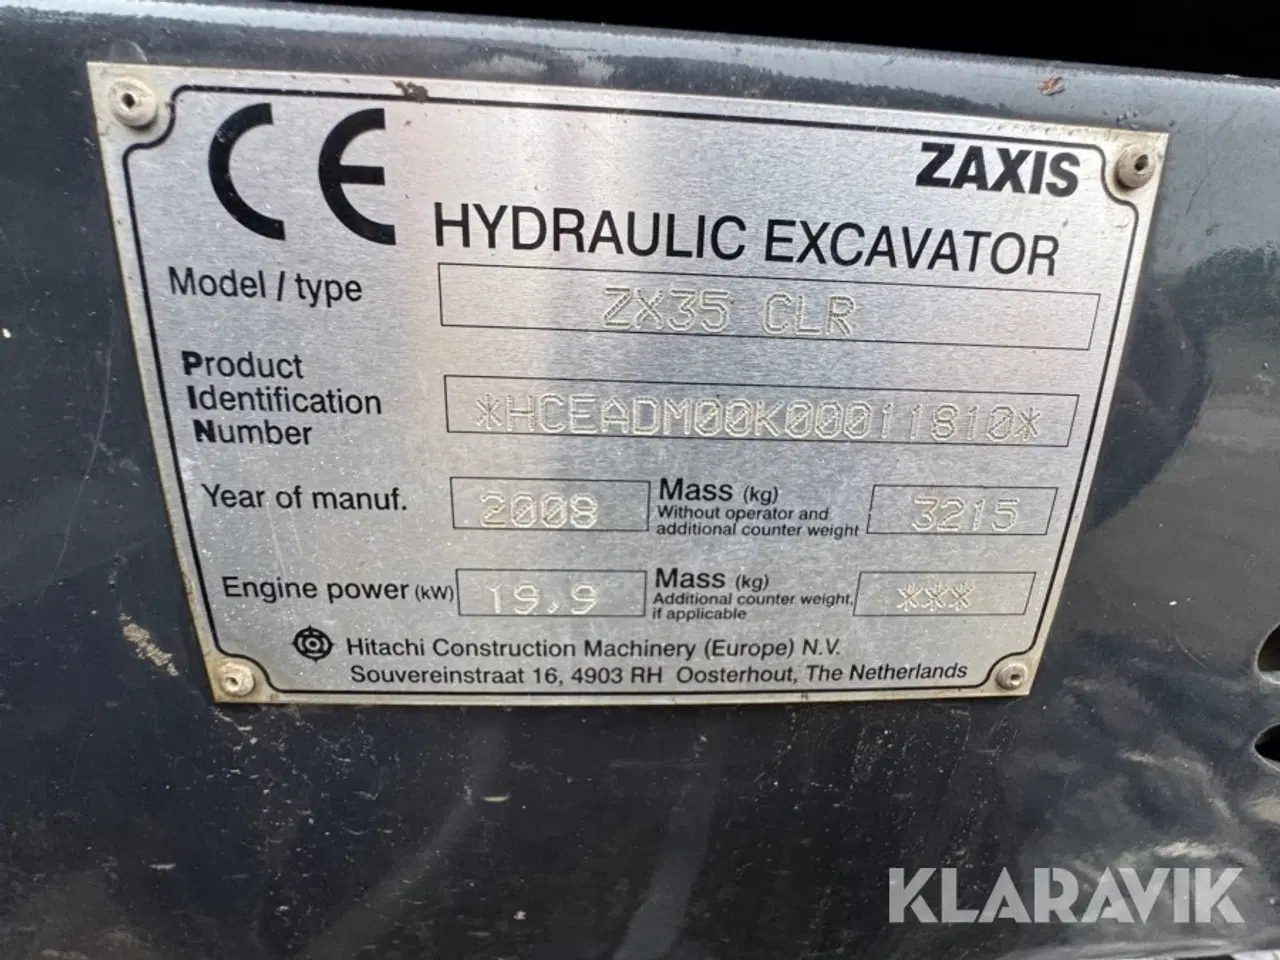 CE
ZAXIS
HYDRAULIC EXCAVATOR
Model / type
ZX35 CLR
Product
Identification
Number
*HCEADM00K00011810*
Year of manuf.
2008
Mass (kg)
Without operator and
additional counter weight
3215
Engine power (kW)
19.9
Mass (kg)
Additional counter weight,
if applicable
***
Hitachi Construction Machinery (Europe) N.V.
Souvereinstraat 16, 4903 RH Oosterhout, The Netherlands
KLARAVIK